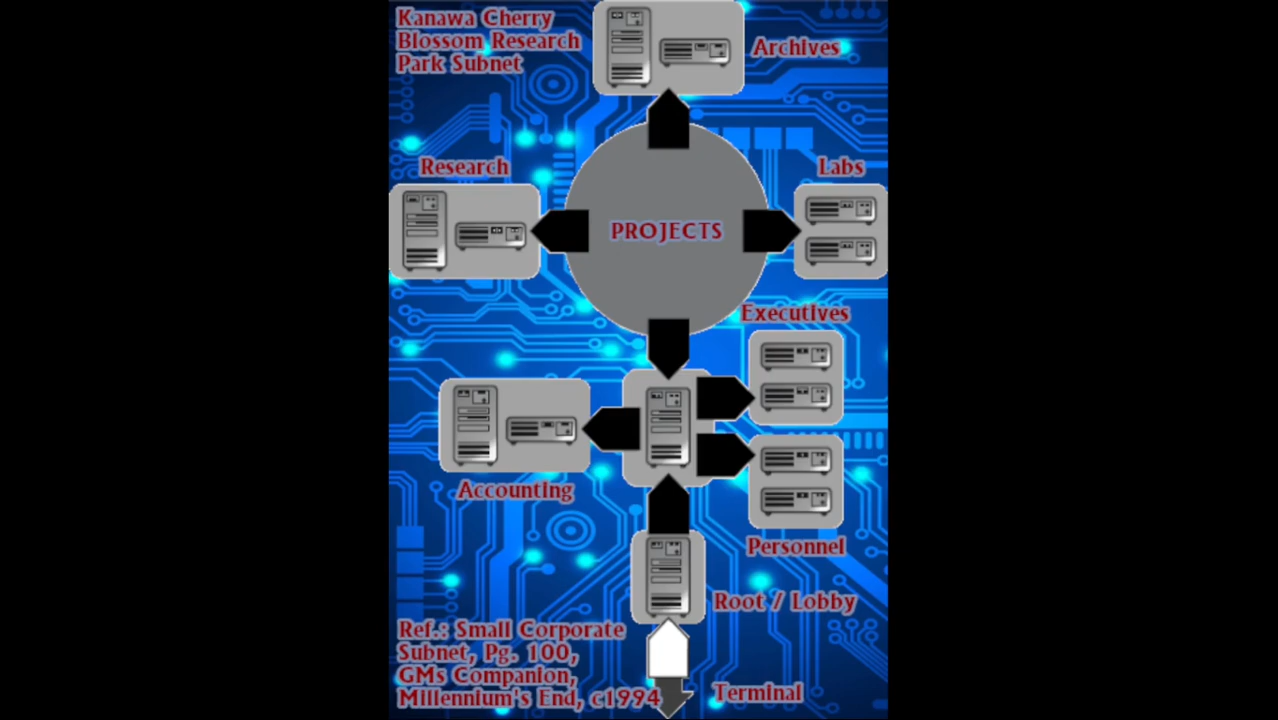 Kanawa Cherry
Blossom Research
Park Subnet
Archives
Research
Labs
PROJECTS
Executives
Accounting
Personnel
Root / Lobby
Ref.: Small Corporate
Subnet, Pg. 100,
GMs Companion,
Millennium's End, c1994
Terminal